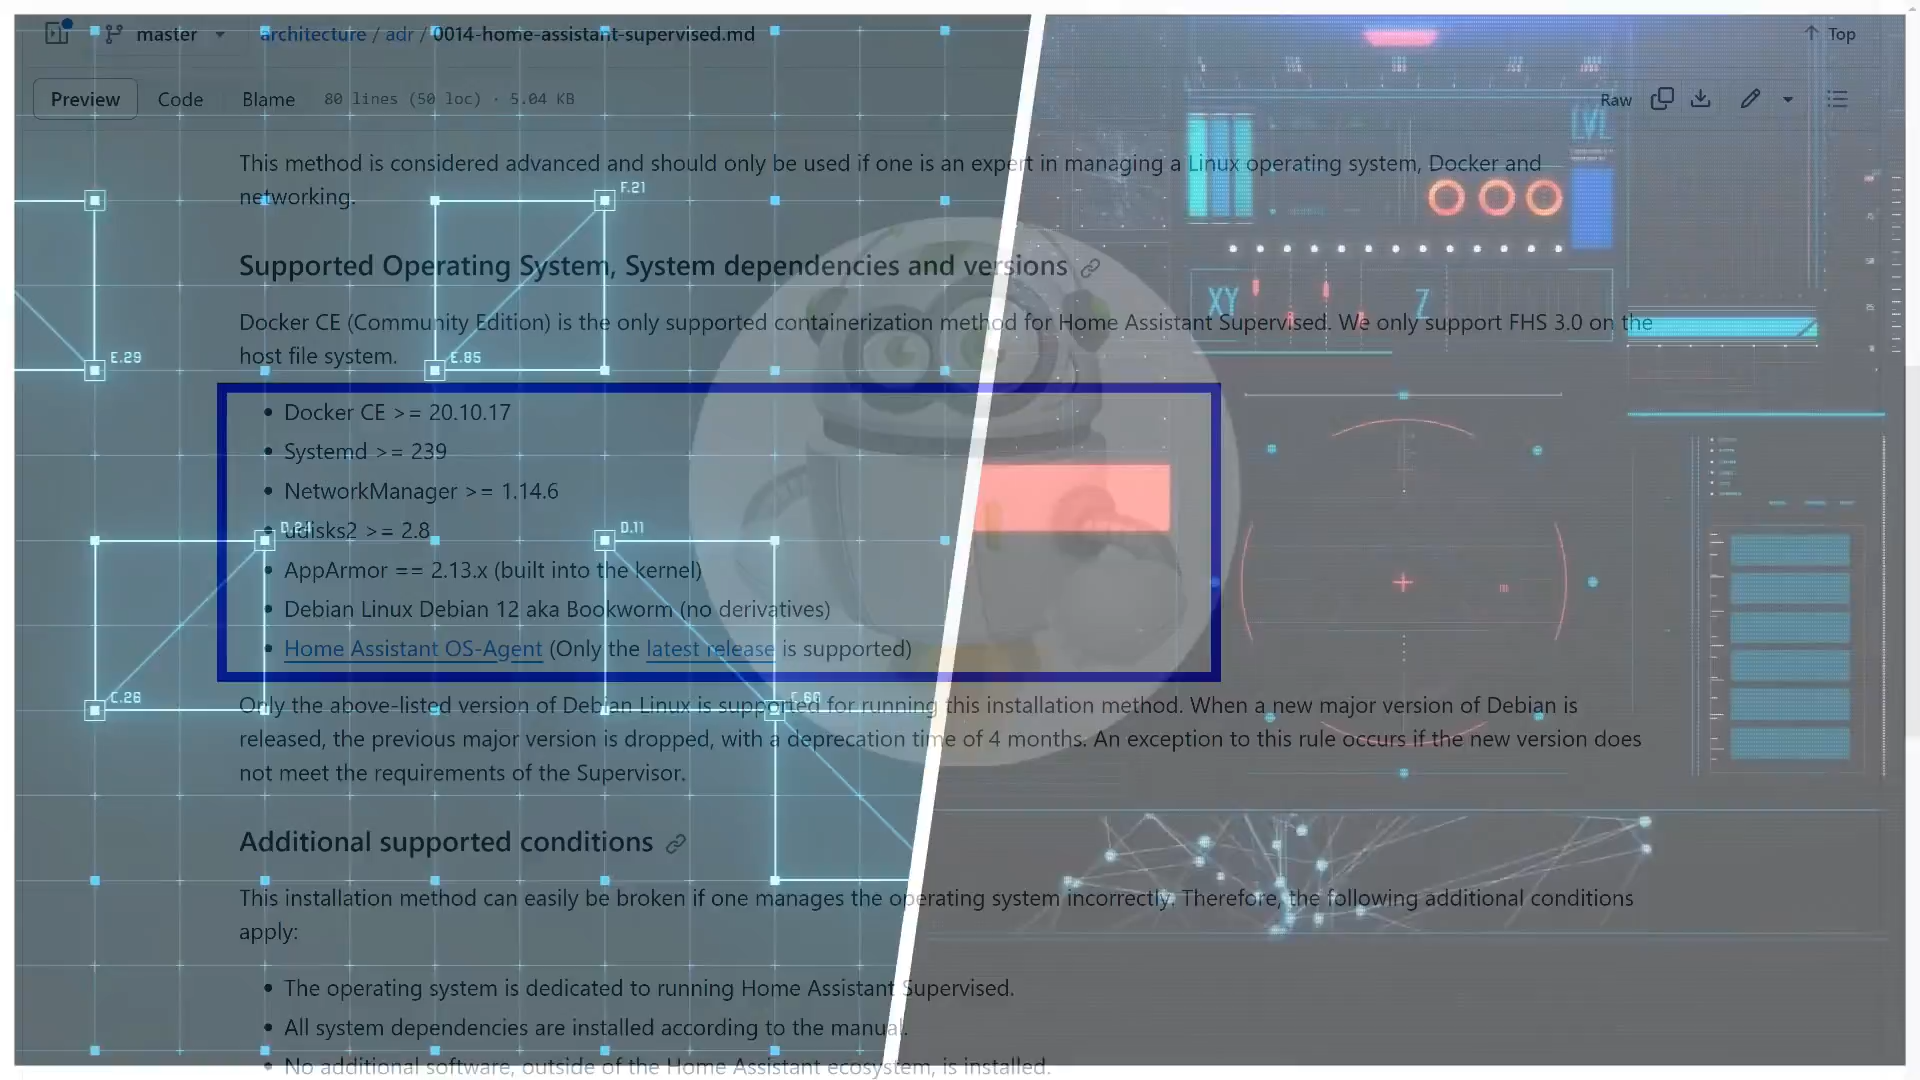 master
architecture / adr / 0014-home-assistant-supervised.md
Top
Preview
Code
Blame
80 lines (50 loc) · 5.04 KB
Raw
LVL
This method is considered advanced and should only be used if one is an expert in managing a Linux operating system, Docker and
networking.
F.21
Supported Operating System, System dependencies and versions
XY
Z
Docker CE (Community Edition) is the only supported containerization method for Home Assistant Supervised. We only support FHS 3.0 on the
host file system.
E.29
E.85
• Docker CE >= 20.10.17
• Systemd >= 239
• NetworkManager >= 1.14.6
• udisks2 >= 2.8
D.11
• AppArmor == 2.13.x (built into the kernel)
• Debian Linux Debian 12 aka Bookworm (no derivatives)
• Home Assistant OS-Agent (Only the latest release is supported)
C.26
C.60
Only the above-listed version of Debian Linux is supported for running this installation method. When a new major version of Debian is
released, the previous major version is dropped, with a deprecation time of 4 months. An exception to this rule occurs if the new version does
not meet the requirements of the Supervisor.
Additional supported conditions
This installation method can easily be broken if one manages the operating system incorrectly. Therefore, the following additional conditions
apply:
• The operating system is dedicated to running Home Assistant Supervised.
• All system dependencies are installed according to the manual.
• No additional software, outside of the Home Assistant ecosystem, is installed.